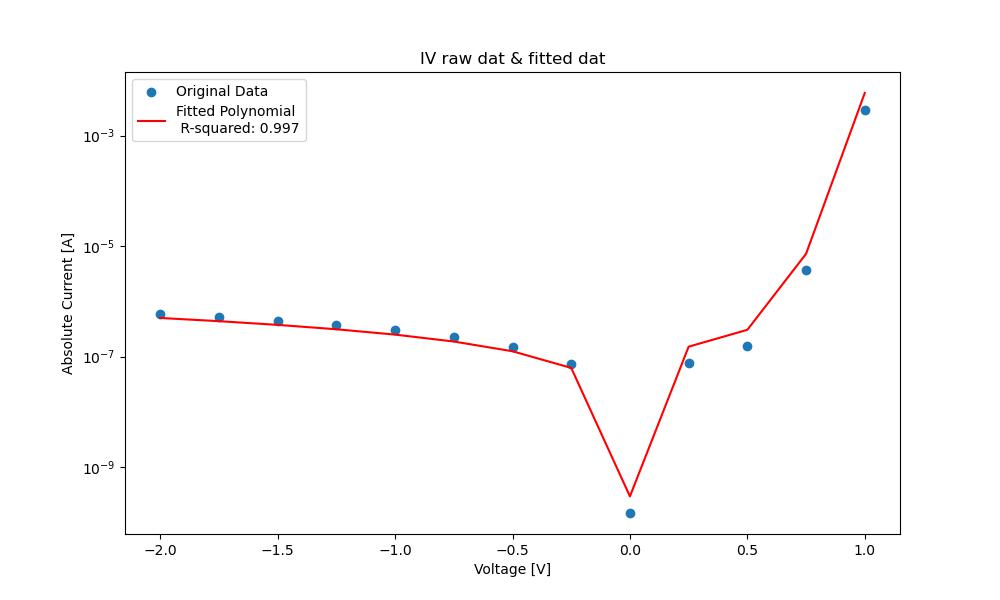 IV raw dat & fitted dat
Original Data
Fitted Polynomial
R-squared: 0.997
Absolute Current [A]
10⁻³
10⁻⁵
10⁻⁷
10⁻⁹
−2.0 −1.5 −1.0 −0.5 0.0 0.5 1.0
Voltage [V]